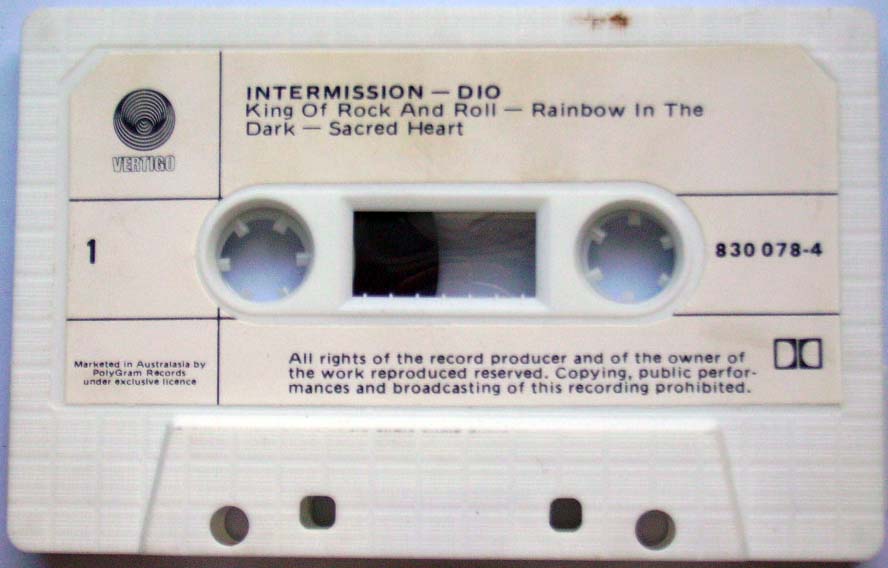 INTERMISSION — DIO
King Of Rock And Roll — Rainbow In The
Dark — Sacred Heart
VERTIGO
1
830 078-4
Marketed in Australasia by
PolyGram Records
under exclusive licence
All rights of the record producer and of the owner of
the work reproduced reserved. Copying, public perfor-
mances and broadcasting of this recording prohibited.